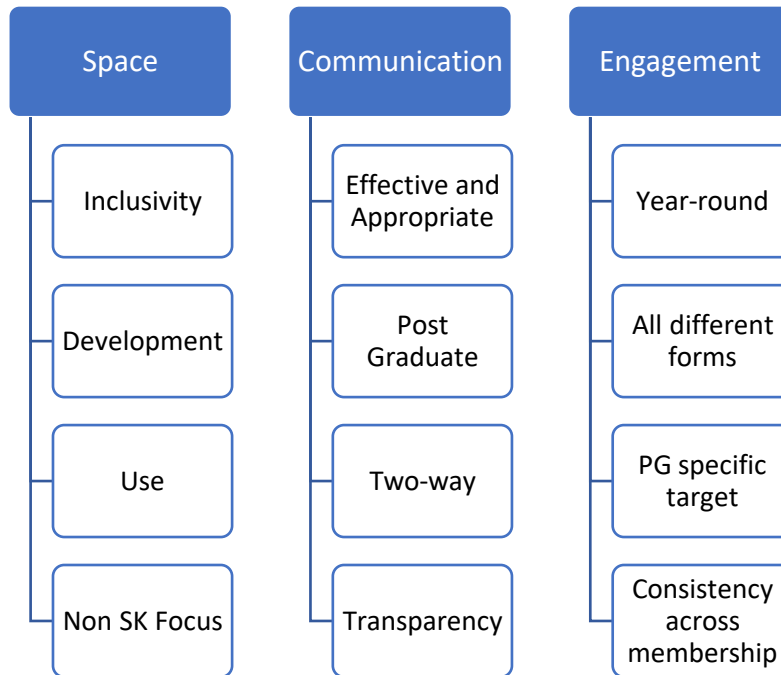 Space
Inclusivity
Development
Use
Non SK Focus
Communication
Effective and
Appropriate
Post
Graduate
Two-way
Transparency
Engagement
Year-round
All different
forms
PG specific
target
Consistency
across
membership